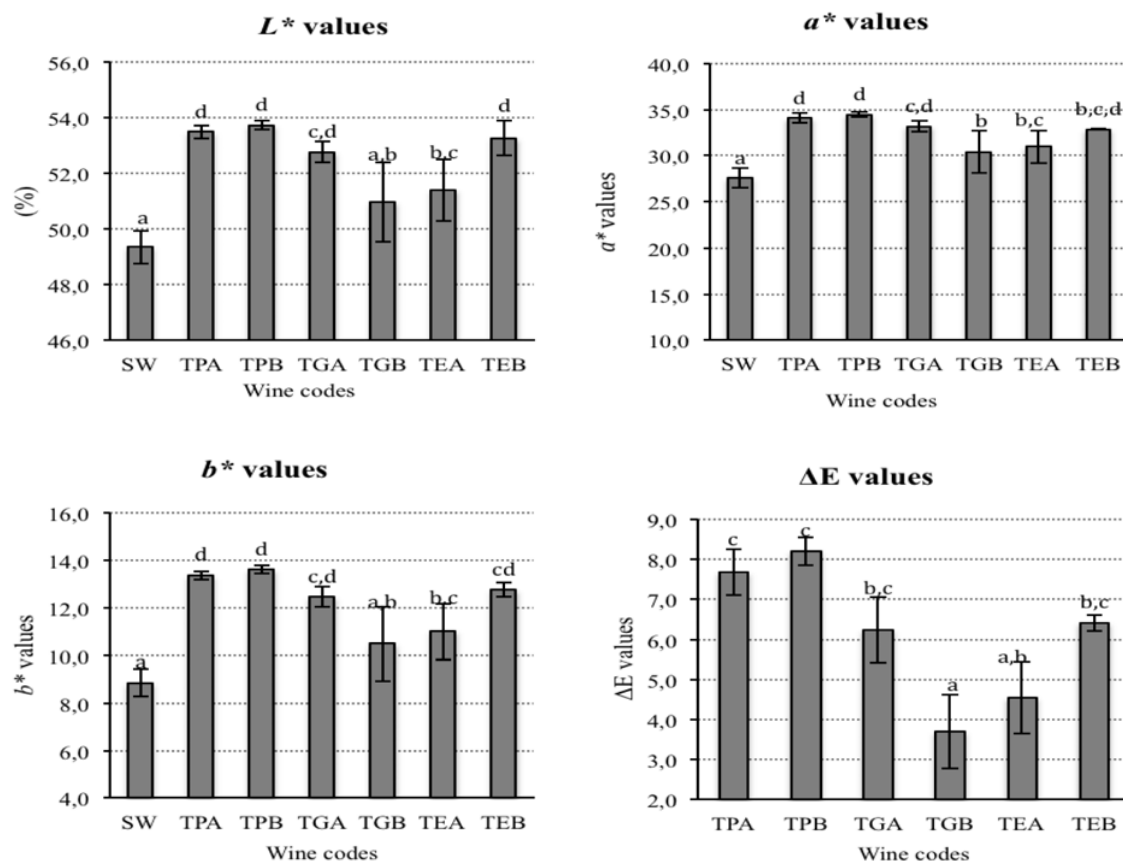 L* values
56,0
54,0
52,0
50,0
48,0
46,0
(%)
a
d
d
c,d
a,b
b,c
d
SW TPA TPB TGA TGB TEA TEB
Wine codes
a* values
40,0
35,0
30,0
25,0
20,0
15,0
10,0
a* values
a
d
d
c,d
b
b,c
b,c,d
SW TPA TPB TGA TGB TEA TEB
Wine codes
b* values
16,0
14,0
12,0
10,0
8,0
6,0
4,0
b* values
a
d
d
c,d
a,b
b,c
cd
SW TPA TPB TGA TGB TEA TEB
Wine codes
ΔE values
9,0
8,0
7,0
6,0
5,0
4,0
3,0
2,0
ΔE values
c
c
b,c
a
a,b
b,c
TPA TPB TGA TGB TEA TEB
Wine codes